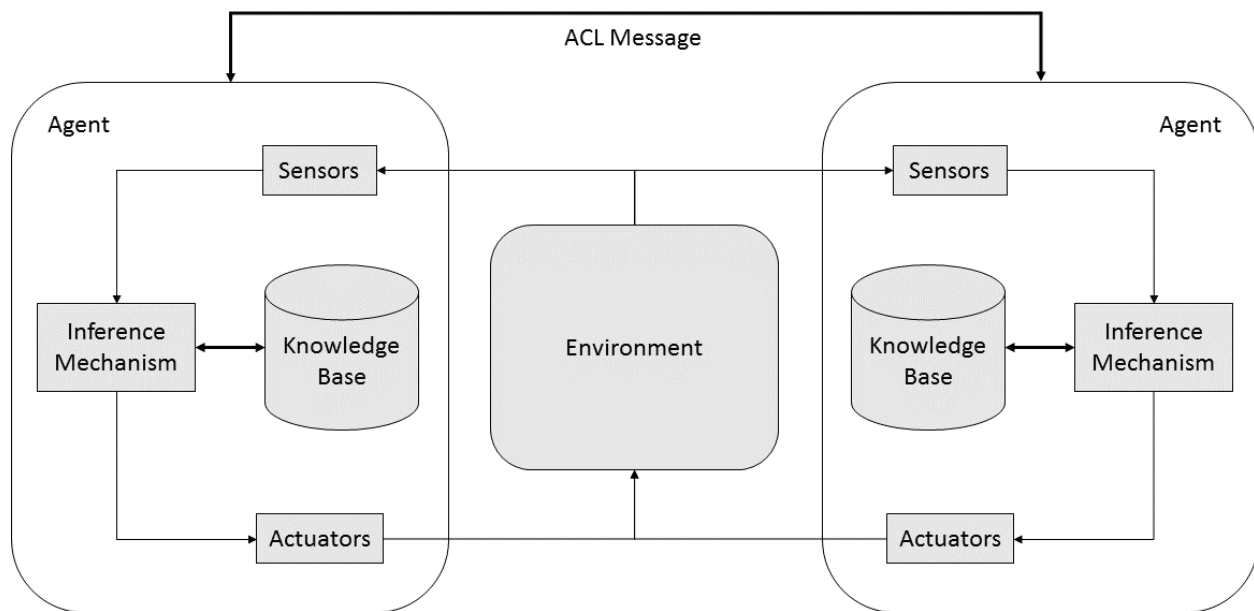 ACL Message
Agent
Agent
Sensors
Sensors
Inference
Mechanism
Knowledge
Base
Environment
Knowledge
Base
Inference
Mechanism
Actuators
Actuators